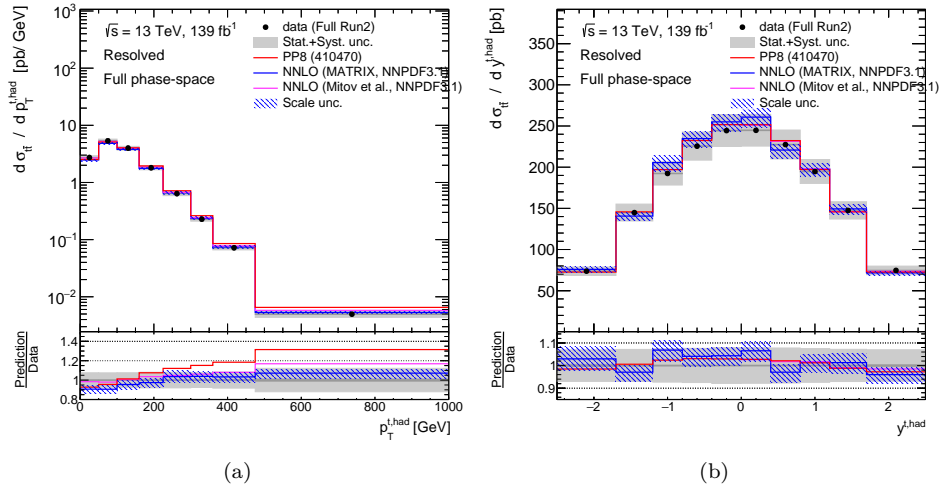 √s = 13 TeV, 139 fb⁻¹
Resolved
Full phase-space
data (Full Run2)
Stat.+Syst. unc.
PP8 (410470)
NNLO (MATRIX, NNPDF3.1)
NNLO (Mitov et al., NNPDF3.1)
Scale unc.
d σ_tt̄ / d p_T^t,had [pb/ GeV]
10³
10²
10
1
10⁻¹
10⁻²
Prediction
Data
1.4
1.2
1
0.8
0 200 400 600 800 1000
p_T^t,had [GeV]
(a)
√s = 13 TeV, 139 fb⁻¹
Resolved
Full phase-space
data (Full Run2)
Stat.+Syst. unc.
PP8 (410470)
NNLO (MATRIX, NNPDF3.1)
NNLO (Mitov et al., NNPDF3.1)
Scale unc.
d σ_tt̄ / d y^t,had [pb]
350
300
250
200
150
100
50
Prediction
Data
1.1
1
0.9
−2 −1 0 1 2
y^t,had
(b)